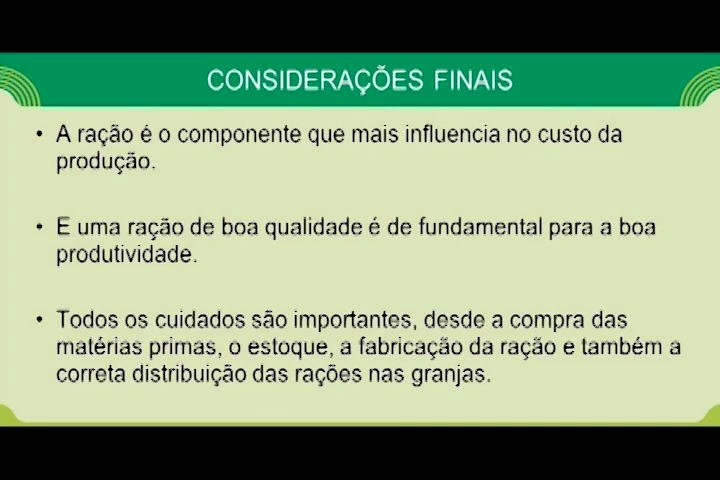 CONSIDERAÇÕES FINAIS
• A ração é o componente que mais influencia no custo da
produção.
• E uma ração de boa qualidade é de fundamental para a boa
produtividade.
• Todos os cuidados são importantes, desde a compra das
matérias primas, o estoque, a fabricação da ração e também a
correta distribuição das rações nas granjas.